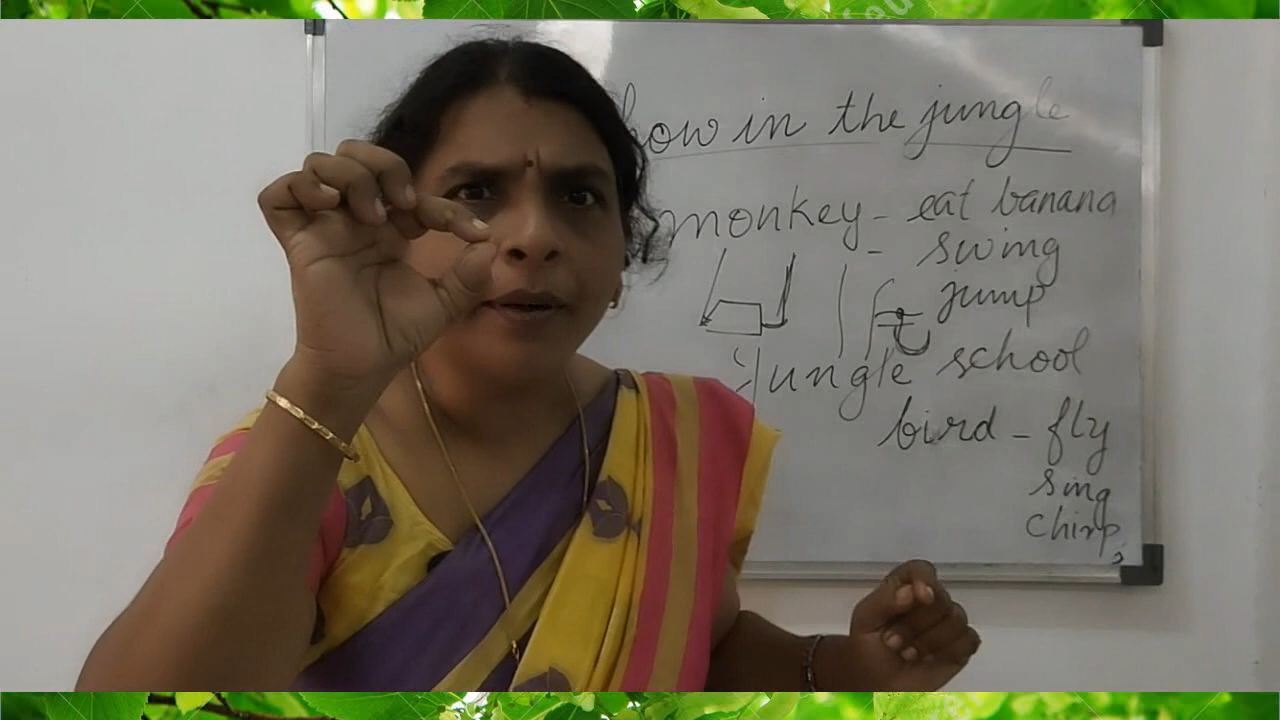 how in the jungle
monkey - eat banana
- swing
jump
Jungle school
bird - fly
sing
Chirp,